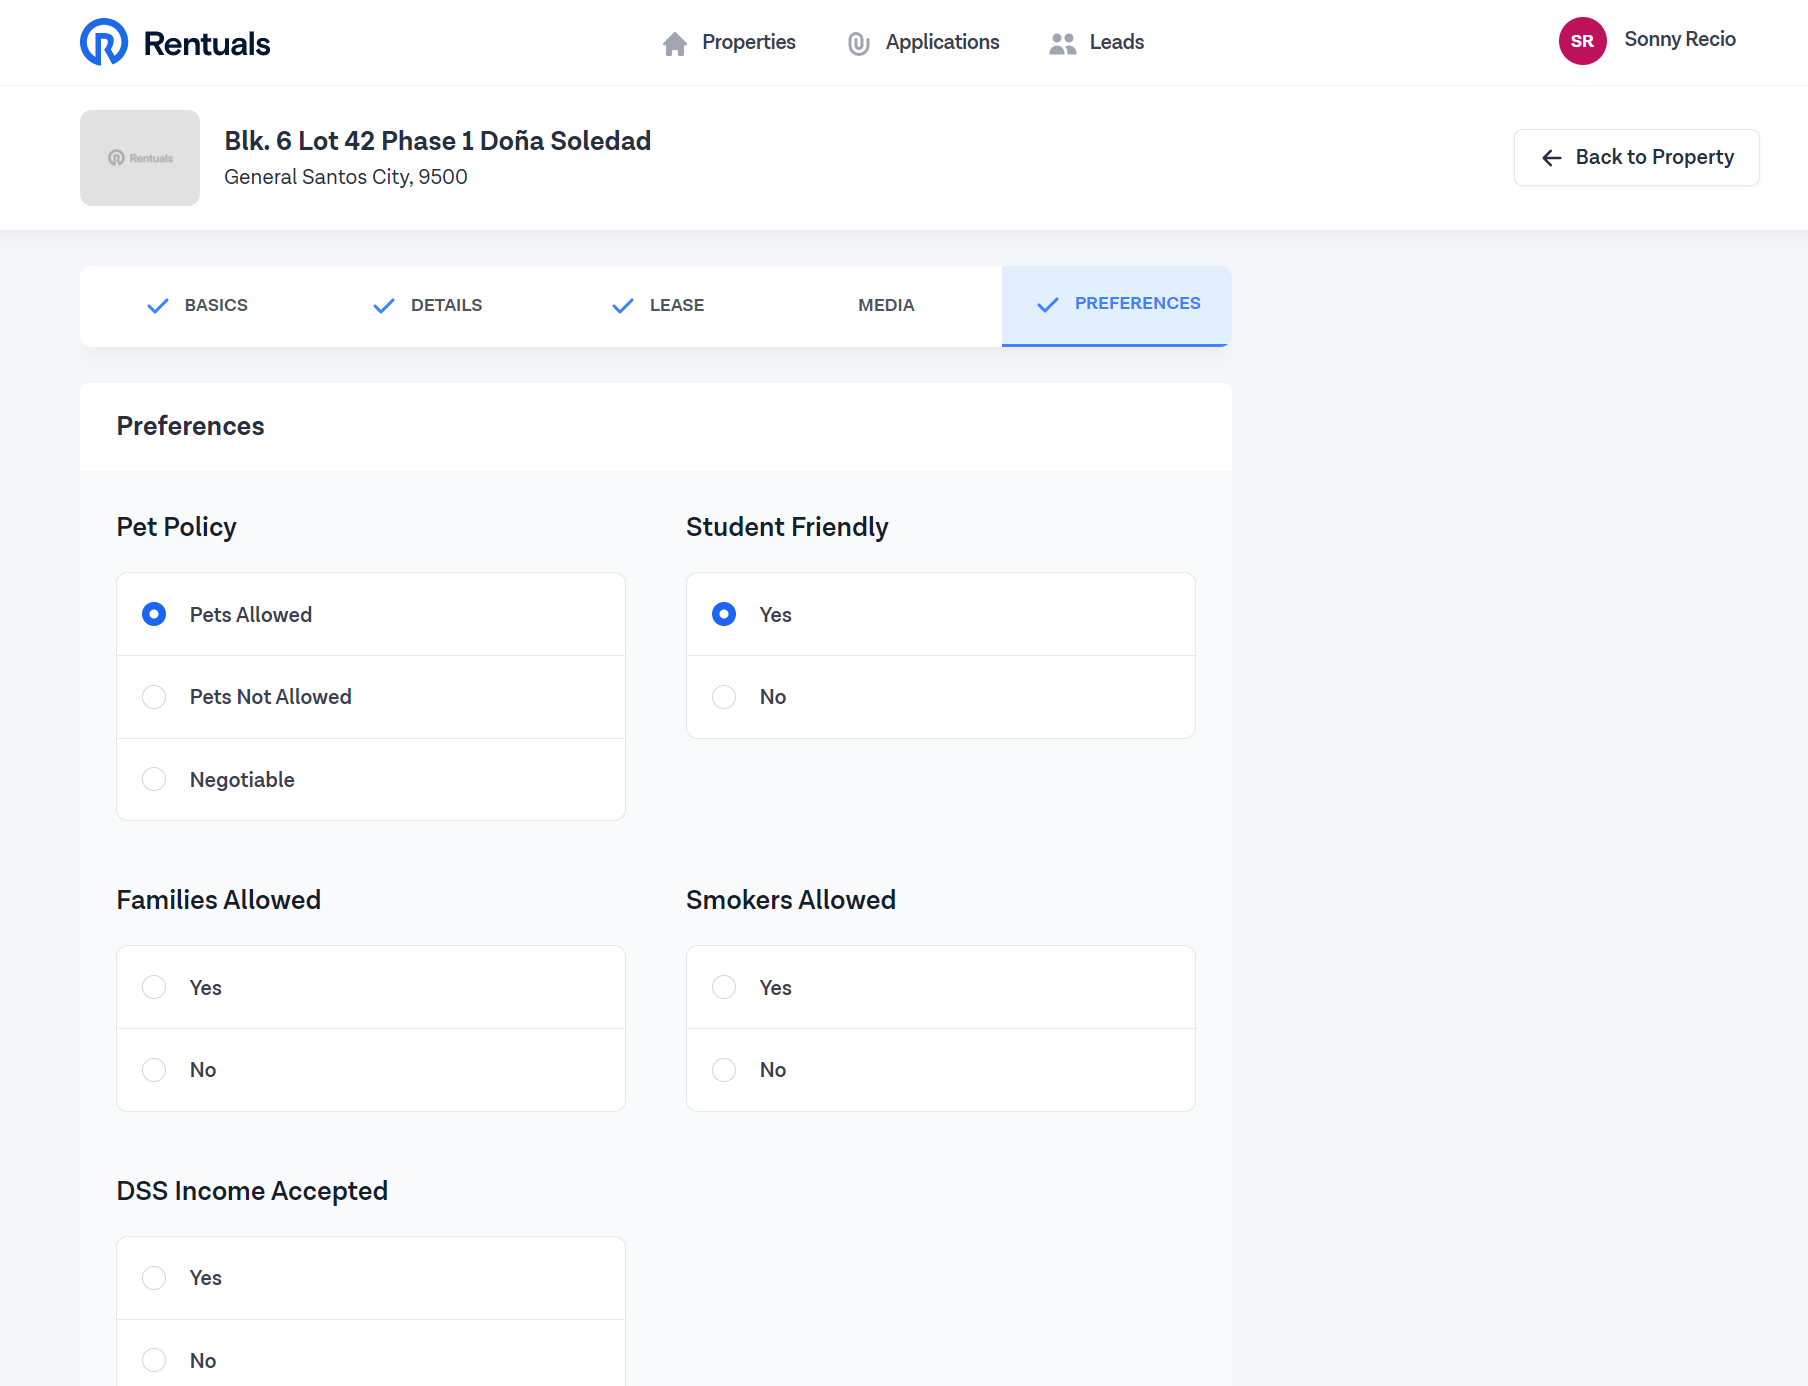 Rentuals
Properties
Applications
Leads
SR
Sonny Recio
Rentuals
Blk. 6 Lot 42 Phase 1 Doña Soledad
General Santos City, 9500
Back to Property
BASICS
DETAILS
LEASE
MEDIA
PREFERENCES
Preferences
Pet Policy
Pets Allowed
Pets Not Allowed
Negotiable
Student Friendly
Yes
No
Families Allowed
Yes
No
Smokers Allowed
Yes
No
DSS Income Accepted
Yes
No